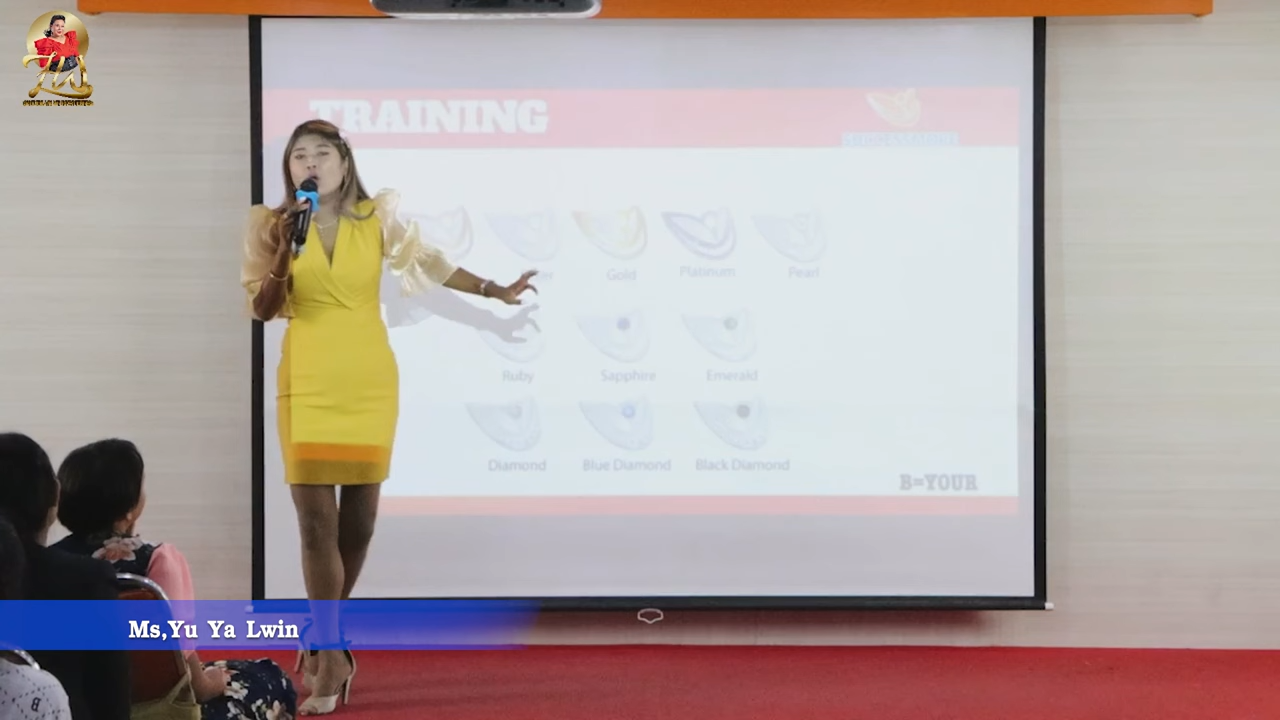 TRAINING
Gold
Platinum
Pearl
Ruby
Sapphire
Emerald
Diamond
Blue Diamond
Black Diamond
B=YOUR
Ms,Yu Ya Lwin